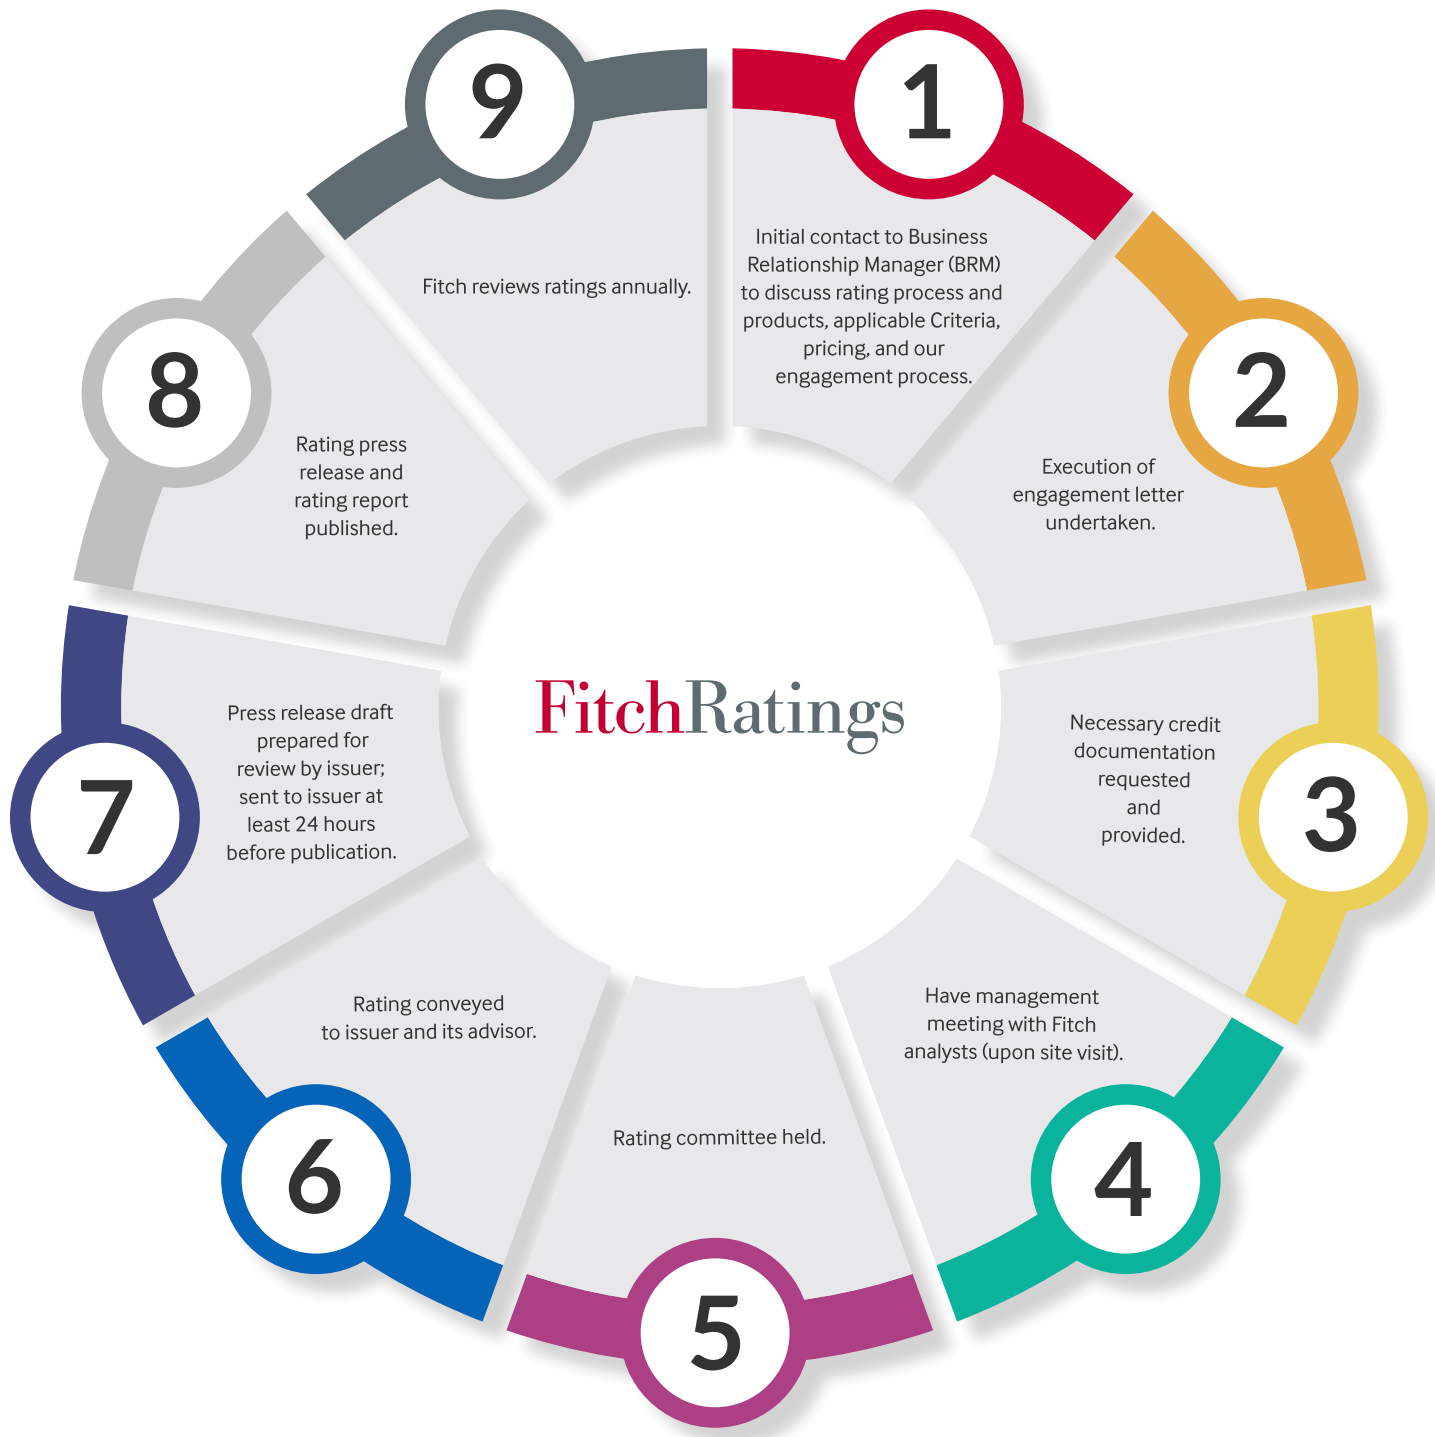 1
Initial contact to Business
Relationship Manager (BRM)
to discuss rating process and
products, applicable Criteria,
pricing, and our
engagement process.
2
Execution of
engagement letter
undertaken.
3
Necessary credit
documentation
requested
and
provided.
4
Have management
meeting with Fitch
analysts (upon site visit).
5
Rating committee held.
6
Rating conveyed
to issuer and its advisor.
7
Press release draft
prepared for
review by issuer;
sent to issuer at
least 24 hours
before publication.
8
Rating press
release and
rating report
published.
9
Fitch reviews ratings annually.
FitchRatings